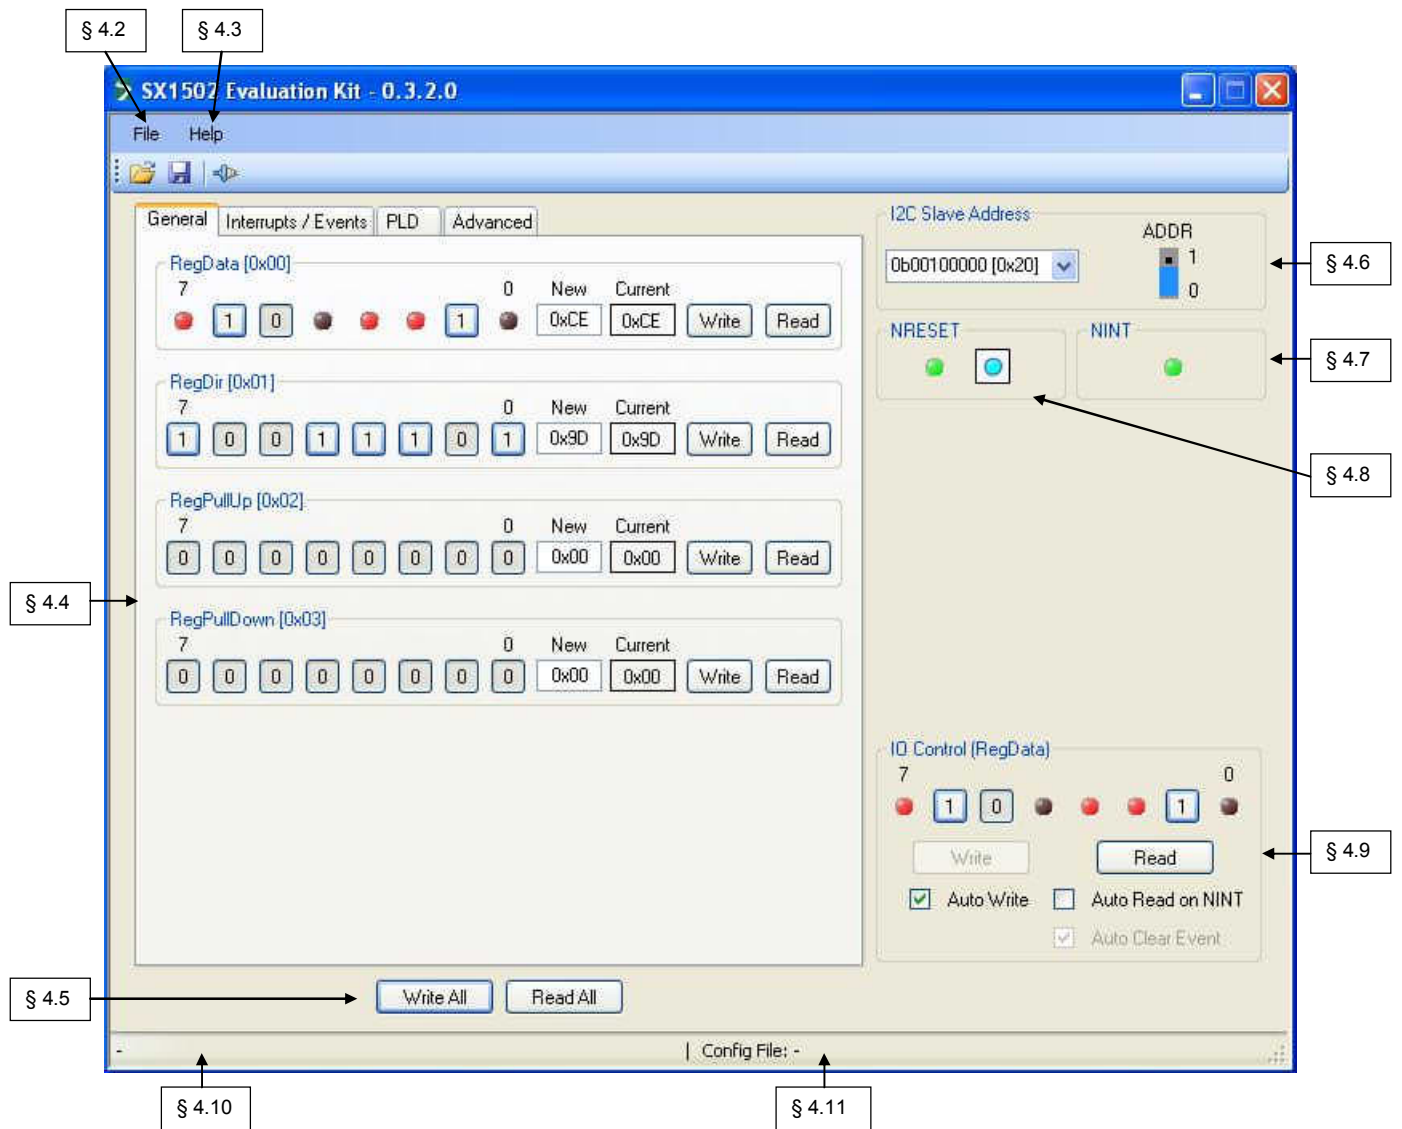 § 4.2 § 4.3
SX1502 Evaluation Kit - 0.3.2.0
File Help
General Interrupts / Events PLD Advanced
RegData [0x00]
7 0 New Current
1 0 1 0xCE 0xCE Write Read
RegDir [0x01]
7 0 New Current
1 0 0 1 1 1 0 1 0x9D 0x9D Write Read
RegPullUp [0x02]
7 0 New Current
0 0 0 0 0 0 0 0 0x00 0x00 Write Read
RegPullDown [0x03]
7 0 New Current
0 0 0 0 0 0 0 0 0x00 0x00 Write Read
§ 4.4
Write All Read All
§ 4.5
I2C Slave Address
ADDR
0b00100000 [0x20] 1
0
§ 4.6
NRESET NINT
§ 4.7
§ 4.8
IO Control (RegData)
7 0
1 0 1
Write Read
§ 4.9
Auto Write Auto Read on NINT
Auto Clear Event
- | Config File: -
§ 4.10 § 4.11